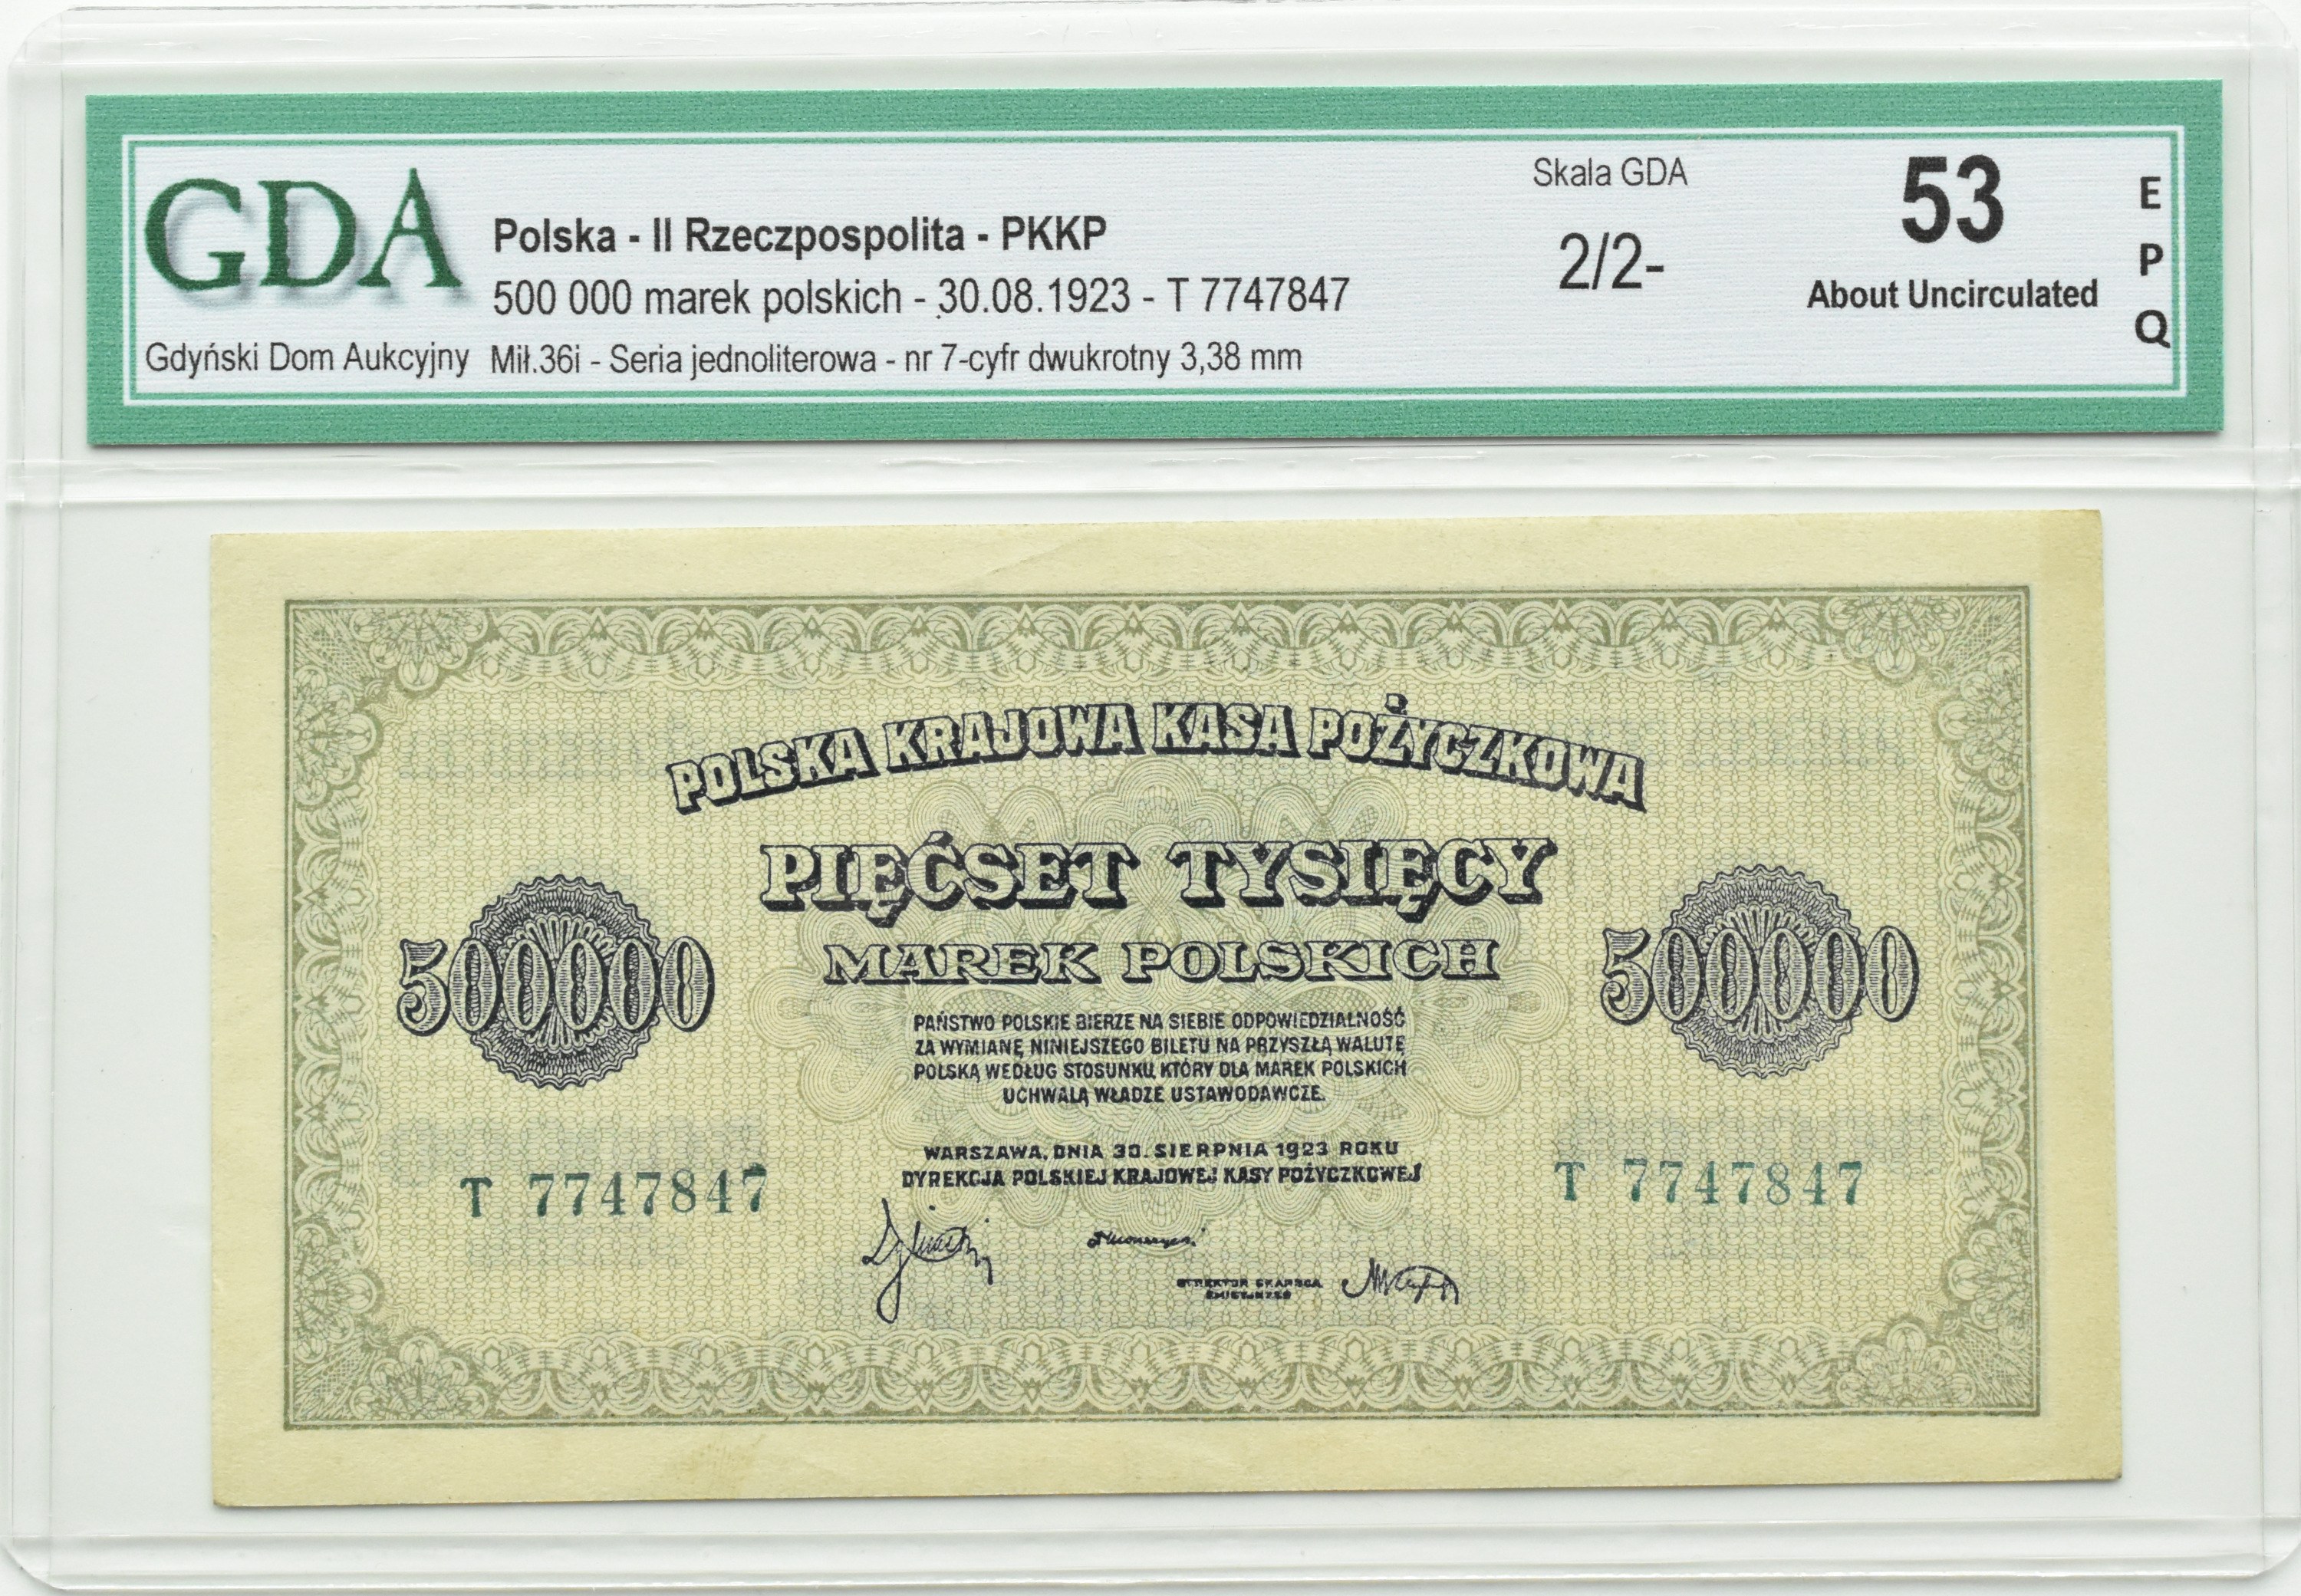 GDA
Gdyński Dom Aukcyjny
Polska - II Rzeczpospolita - PKKP
500 000 marek polskich - 30.08.1923 - T 7747847
Mił.36i - Seria jednoliterowa - nr 7-cyfr dwukrotny 3,38 mm
Skala GDA
2/2-
53
About Uncirculated
E
P
Q
POLSKA KRAJOWA KASA POŻYCZKOWA
PIĘĆSET TYSIĘCY
MAREK POLSKICH
500000
500000
PAŃSTWO POLSKIE BIERZE NA SIEBIE ODPOWIEDZIALNOŚĆ
ZA WYMIANĘ NINIEJSZEGO BILETU NA PRZYSZŁĄ WALUTĘ
POLSKĄ WEDŁUG STOSUNKU, KTÓRY DLA MAREK POLSKICH
UCHWALĄ WŁADZE USTAWODAWCZE.
WARSZAWA, DNIA 30. SIERPNIA 1923 ROKU
DYREKCJA POLSKIEJ KRAJOWEJ KASY POŻYCZKOWEJ
T 7747847
T 7747847